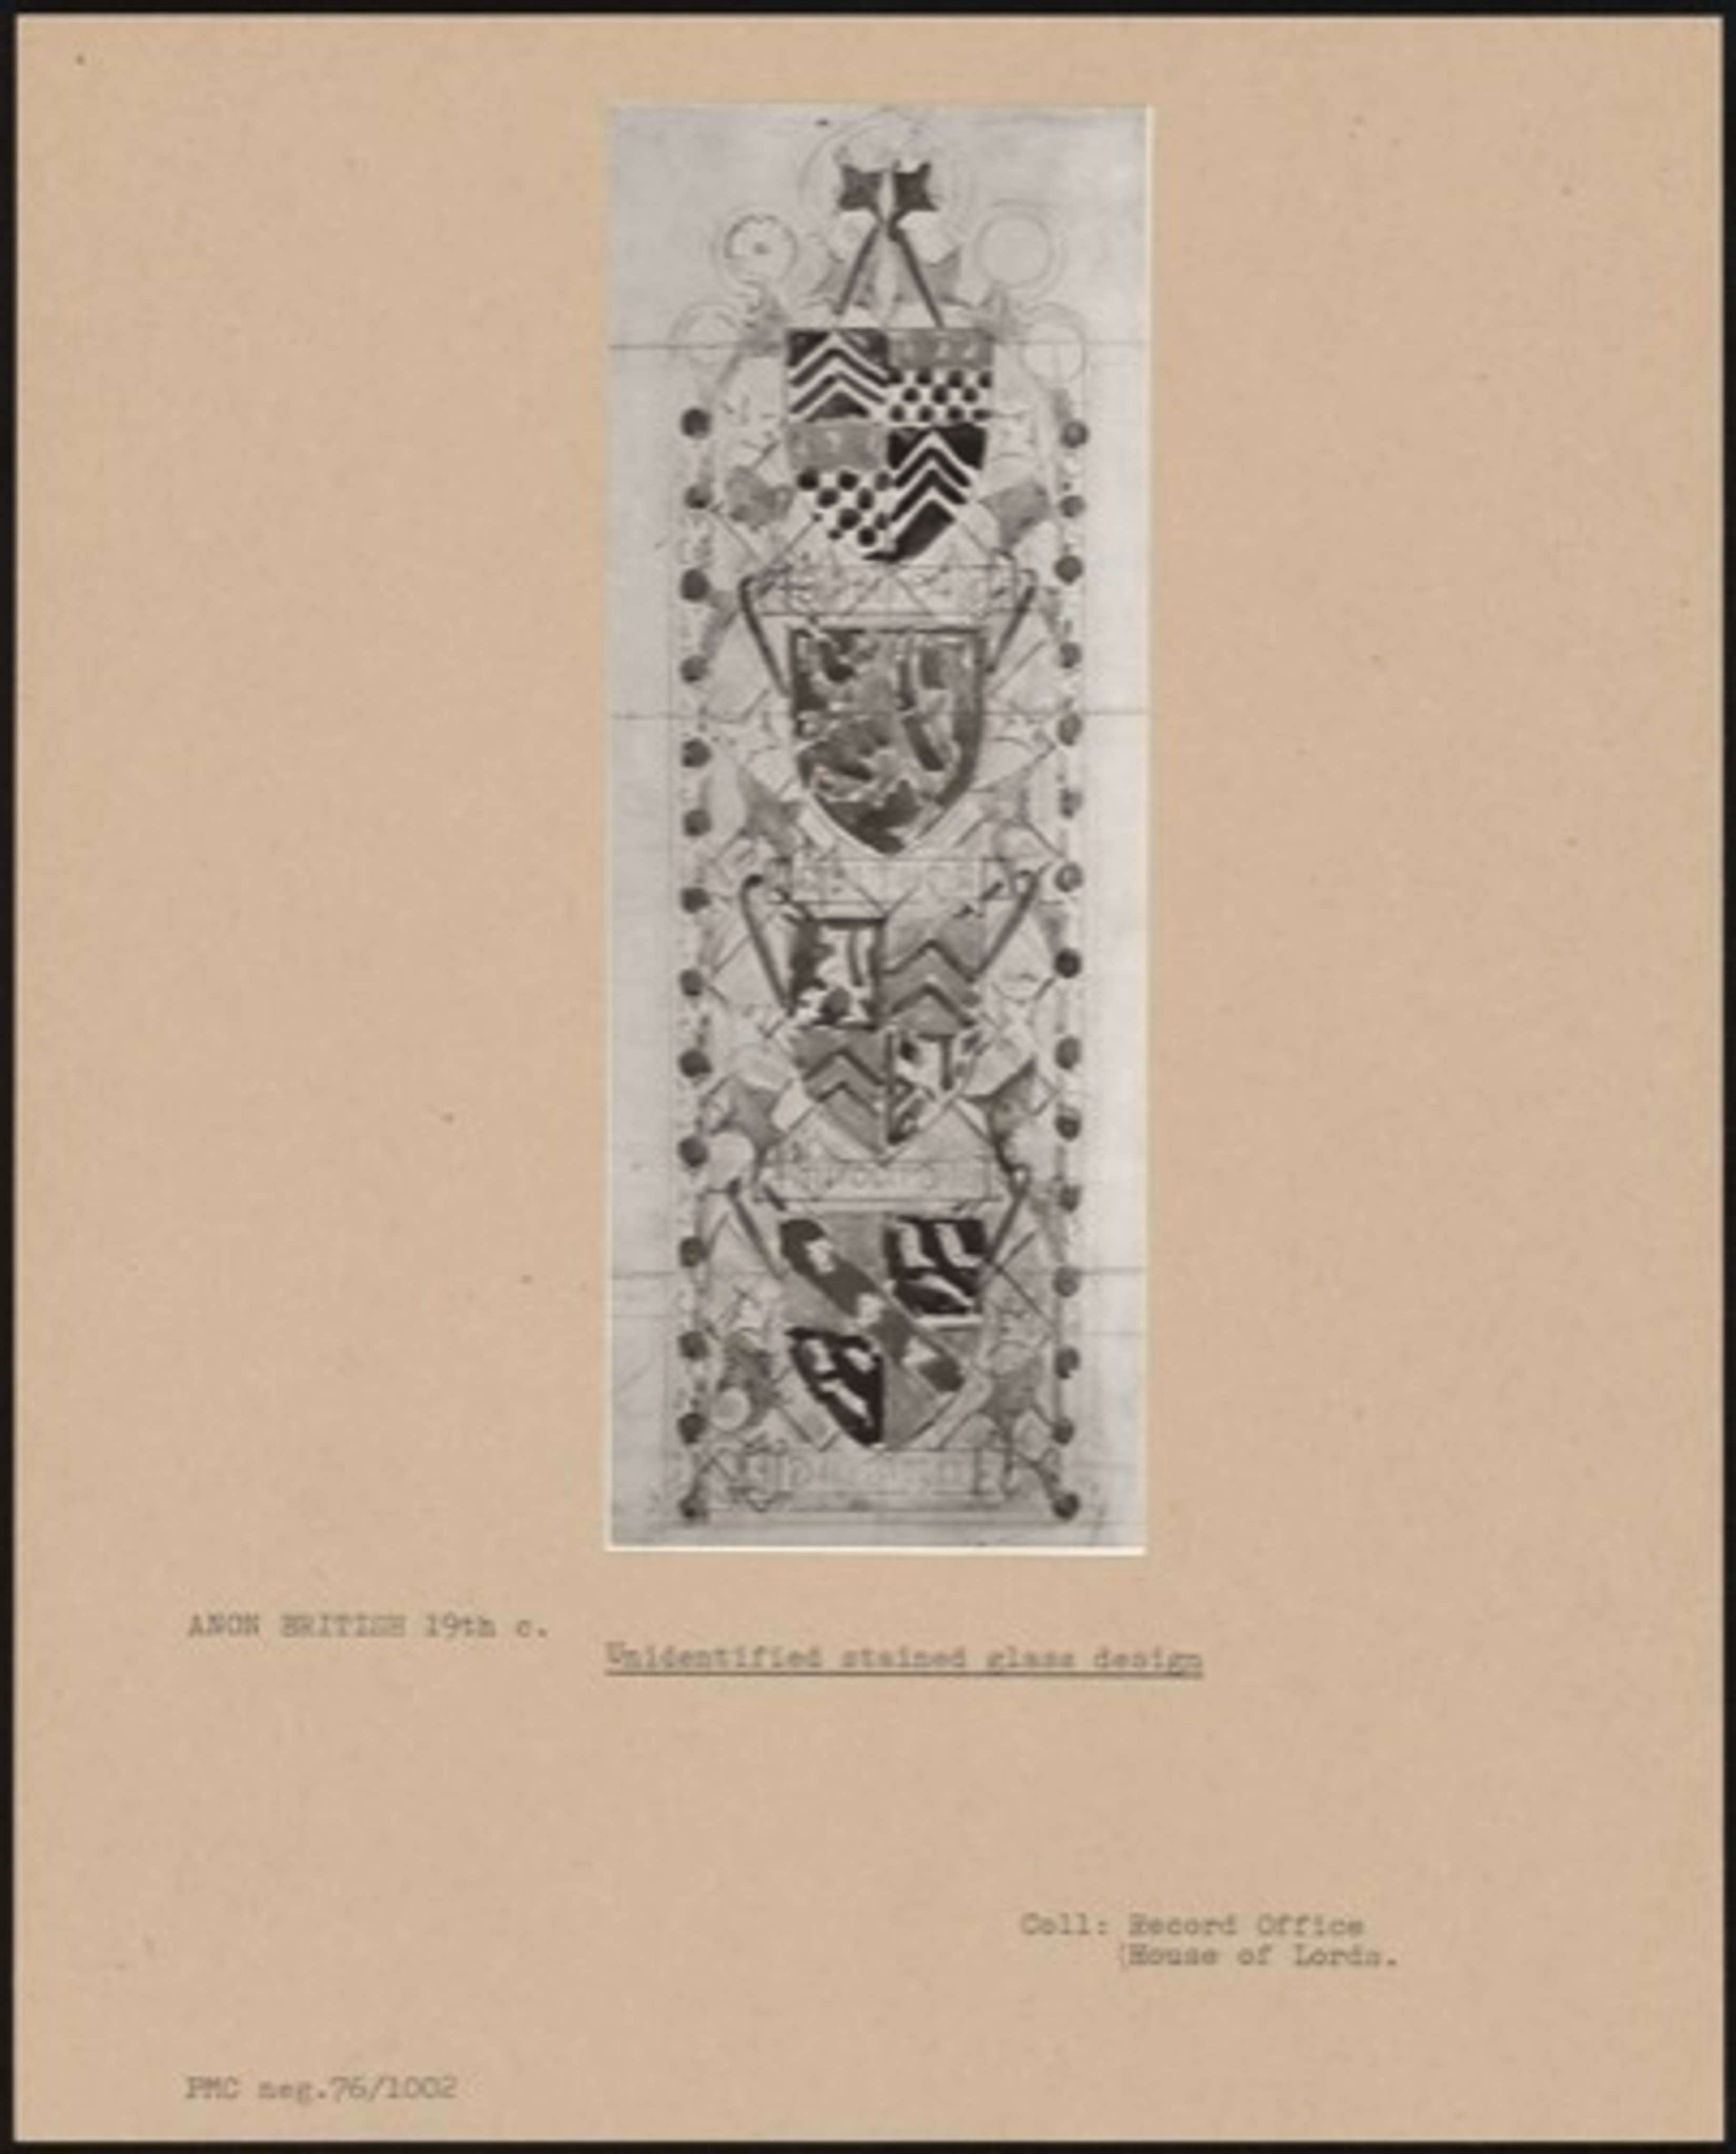 ANON BRITISH 19th c.
Unidentified stained glass design
Coll: Record Office
(House of Lords.
PMC neg.76/1002